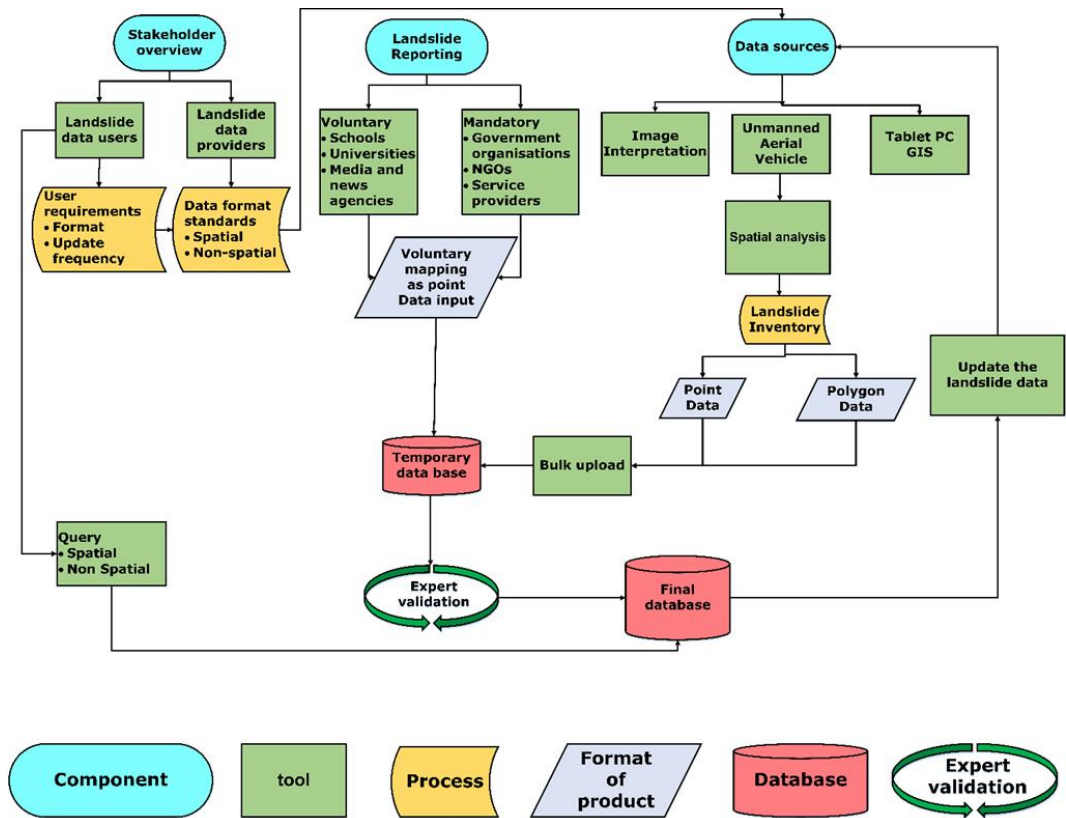 Stakeholder
overview
Landslide
Reporting
Data sources
Landslide
data users
Landslide
data
providers
Voluntary
• Schools
• Universities
• Media and
news
agencies
Mandatory
• Government
organisations
• NGOs
• Service
providers
Image
Interpretation
Unmanned
Aerial
Vehicle
Tablet PC
GIS
User
requirements
• Format
• Update
frequency
Data format
standards
• Spatial
• Non-spatial
Voluntary
mapping
as point
Data input
Spatial analysis
Landslide
Inventory
Point
Data
Polygon
Data
Update the
landslide data
Temporary
data base
Bulk upload
Query
• Spatial
• Non Spatial
Expert
validation
Final
database
Component
tool
Process
Format
of
product
Database
Expert
validation